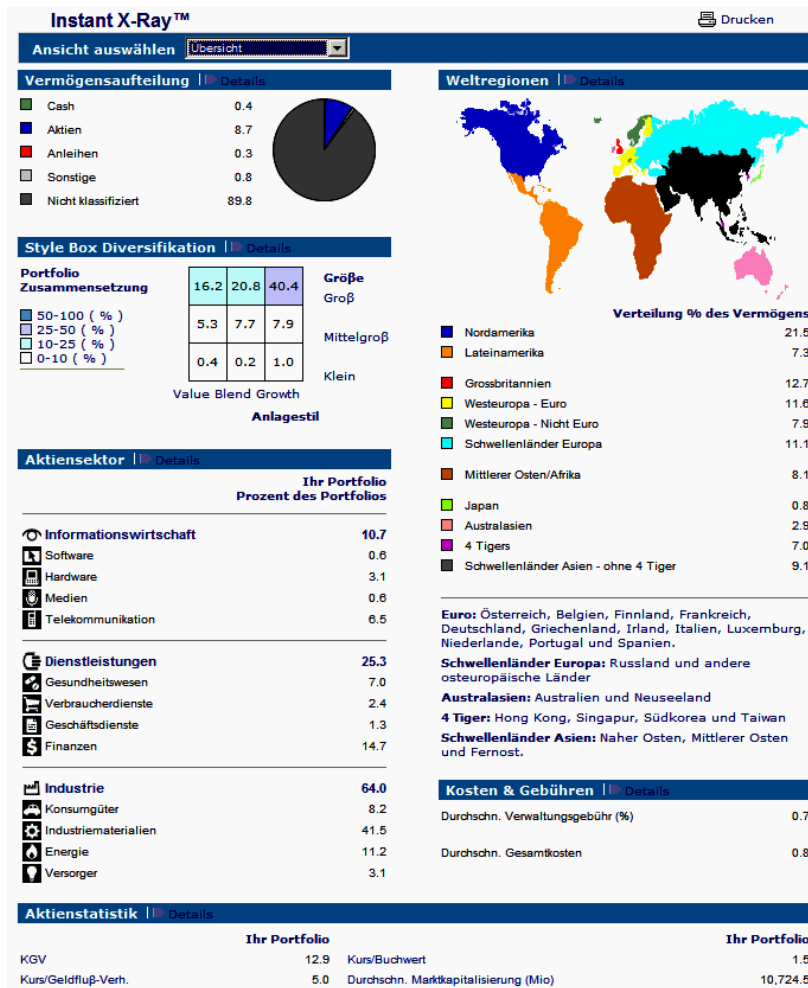 Instant X-Ray™
Drucken
Ansicht auswählen Übersicht
Vermögensaufteilung Details
Cash 0.4
Aktien 8.7
Anleihen 0.3
Sonstige 0.8
Nicht klassifiziert 89.8
Style Box Diversifikation Details
Portfolio
Zusammensetzung
50-100 ( % )
25-50 ( % )
10-25 ( % )
0-10 ( % )
16.2 20.8 40.4
5.3 7.7 7.9
0.4 0.2 1.0
Größe
Groß
Mittelgroß
Klein
Value Blend Growth
Anlagestil
Aktiensektor Details
Ihr Portfolio
Prozent des Portfolios
Informationswirtschaft 10.7
Software 0.6
Hardware 3.1
Medien 0.6
Telekommunikation 6.5
Dienstleistungen 25.3
Gesundheitswesen 7.0
Verbraucherdienste 2.4
Geschäftsdienste 1.3
Finanzen 14.7
Industrie 64.0
Konsumgüter 8.2
Industriematerialien 41.5
Energie 11.2
Versorger 3.1
Weltregionen Details
Verteilung % des Vermögens
Nordamerika 21.5
Lateinamerika 7.3
Grossbritannien 12.7
Westeuropa - Euro 11.6
Westeuropa - Nicht Euro 7.9
Schwellenländer Europa 11.1
Mittlerer Osten/Afrika 8.1
Japan 0.8
Australasien 2.9
4 Tigers 7.0
Schwellenländer Asien - ohne 4 Tiger 9.1
Euro: Österreich, Belgien, Finnland, Frankreich,
Deutschland, Griechenland, Irland, Italien, Luxemburg,
Niederlande, Portugal und Spanien.
Schwellenländer Europa: Russland und andere
osteuropäische Länder
Australasien: Australien und Neuseeland
4 Tiger: Hong Kong, Singapur, Südkorea und Taiwan
Schwellenländer Asien: Naher Osten, Mittlerer Osten
und Fernost.
Kosten & Gebühren Details
Durchschn. Verwaltungsgebühr (%) 0.7
Durchschn. Gesamtkosten 0.8
Aktienstatistik Details
Ihr Portfolio Ihr Portfolio
KGV 12.9 Kurs/Buchwert 1.5
Kurs/Geldfluß-Verh. 5.0 Durchschn. Marktkapitalisierung (Mio) 10,724.5